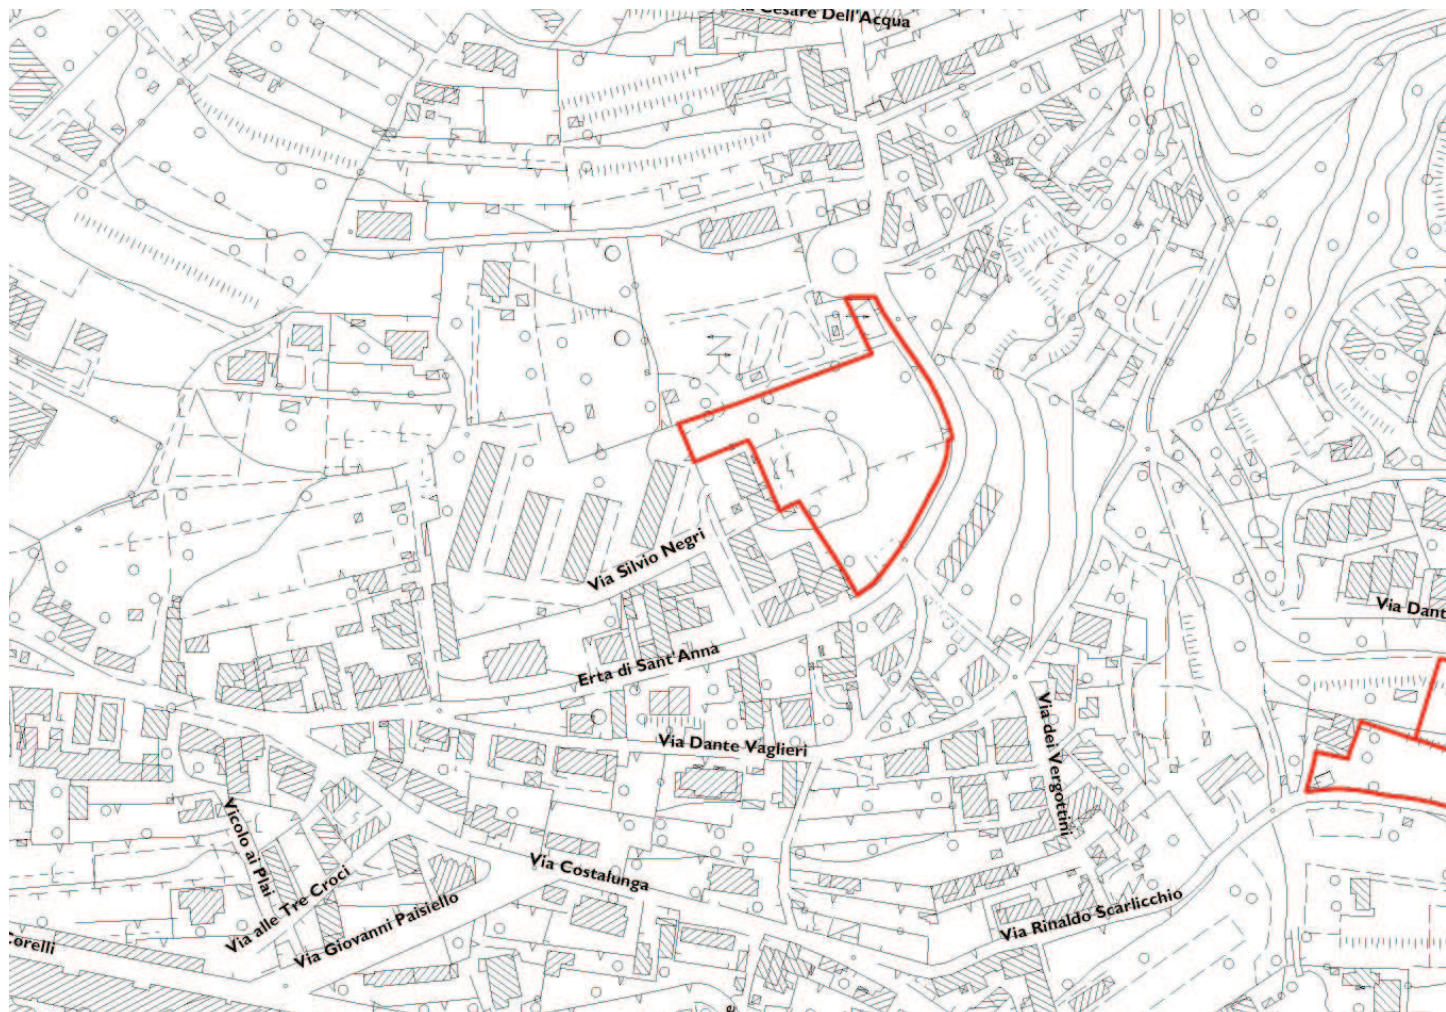 Cesare Dell'Acqua
Via Silvio Negri
Erta di Sant'Anna
Via Dant
Via Dante Vaglieri
Via dei Vergottini
Vicolo ai Plai
Via Costalunga
Via alle Tre Croci
Via Giovanni Paisiello
Via Rinaldo Scarlicchio
orelli